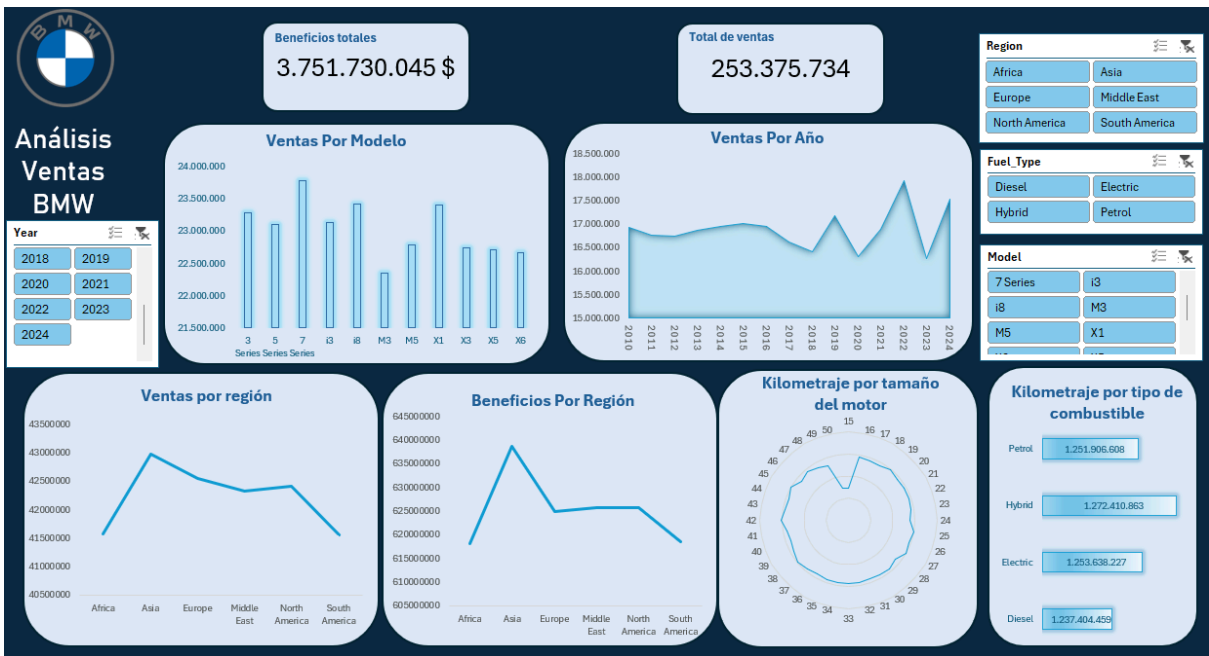 BMW
Análisis
Ventas
BMW
Beneficios totales
3.751.730.045 $
Total de ventas
253.375.734
Region
Africa
Asia
Europe
Middle East
North America
South America
Fuel_Type
Diesel
Electric
Hybrid
Petrol
Model
7 Series
i3
i8
M3
M5
X1
Year
2018
2019
2020
2021
2022
2023
2024
Ventas Por Modelo
24.000.000
23.500.000
23.000.000
22.500.000
22.000.000
21.500.000
3 Series
5 Series
7 Series
i3
i8
M3
M5
X1
X3
X5
X6
Ventas Por Año
18.500.000
18.000.000
17.500.000
17.000.000
16.500.000
16.000.000
15.500.000
15.000.000
2010
2011
2012
2013
2014
2015
2016
2017
2018
2019
2020
2021
2022
2023
2024
Ventas por región
43500000
43000000
42500000
42000000
41500000
41000000
40500000
Africa
Asia
Europe
Middle East
North America
South America
Beneficios Por Región
645000000
640000000
635000000
630000000
625000000
620000000
615000000
610000000
605000000
Africa
Asia
Europe
Middle East
North America
South America
Kilometraje por tamaño
del motor
15
16
17
18
19
20
21
22
23
24
25
26
27
28
29
30
31
32
33
34
35
36
37
38
39
40
41
42
43
44
45
46
47
48
49
50
Kilometraje por tipo de
combustible
Petrol
1.251.906.608
Hybrid
1.272.410.863
Electric
1.253.638.227
Diesel
1.237.404.459